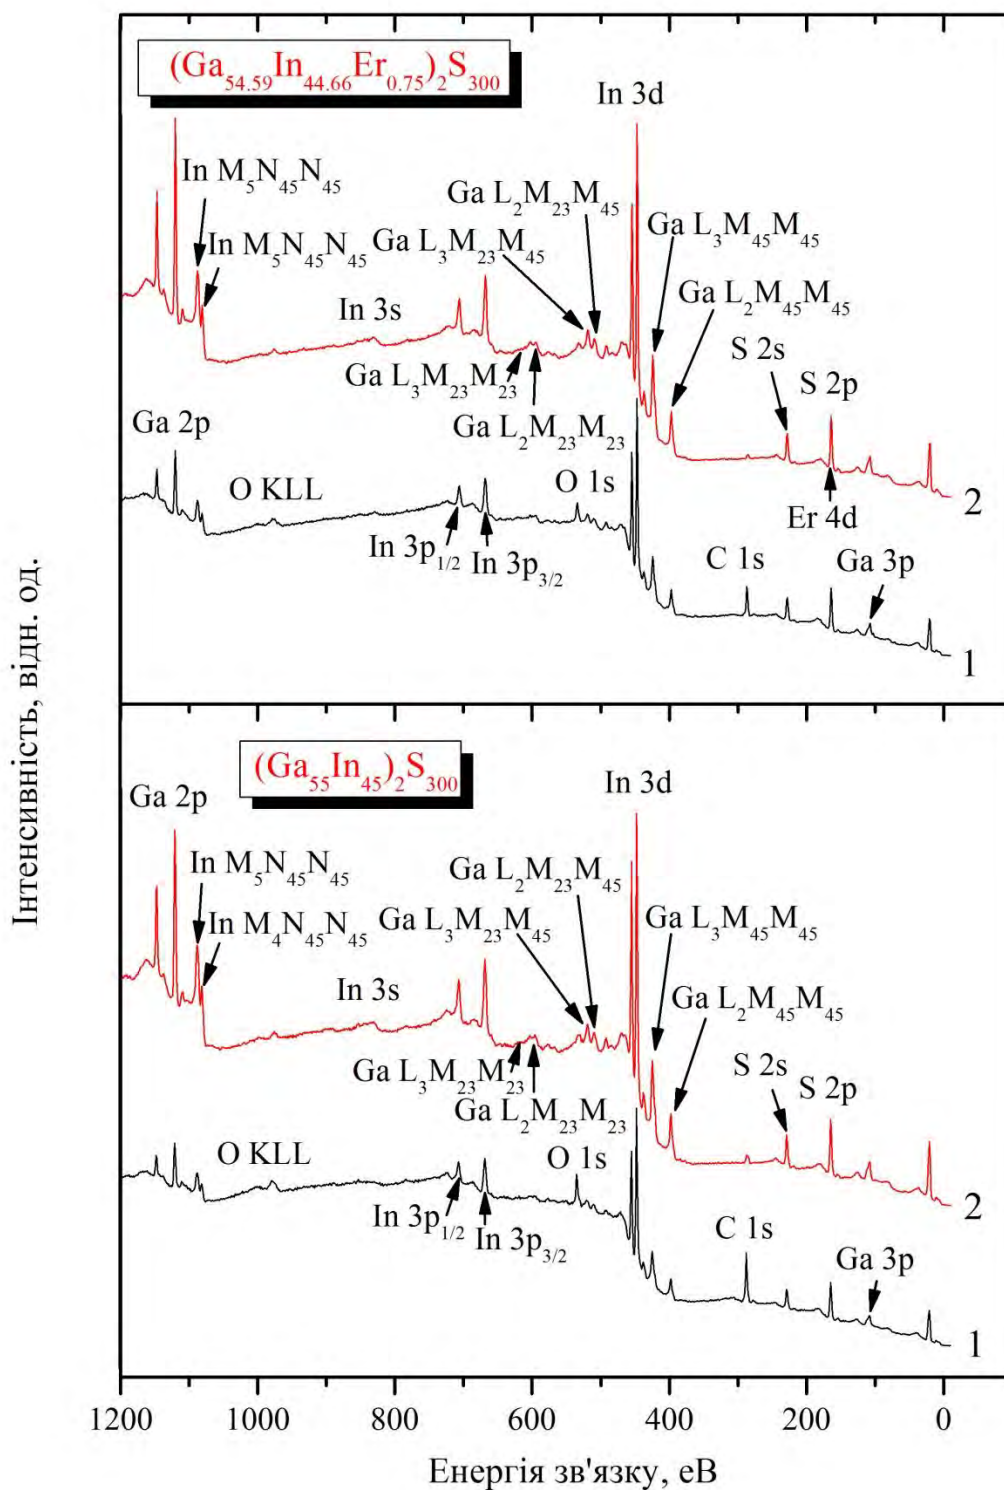 (Ga54.59In44.66Er0.75)2S300
In 3d
In M5N45N45
In M5N45N45
Ga L2M23M45
Ga L3M23M45
Ga L3M45M45
Ga L2M45M45
In 3s
S 2s
S 2p
Ga L3M23M23
Ga L2M23M23
Ga 2p
O KLL
O 1s
2
Er 4d
In 3p1/2
In 3p3/2
C 1s
Ga 3p
1
Інтенсивність, відн. од.
(Ga55In45)2S300
In 3d
Ga 2p
In M5N45N45
In M4N45N45
Ga L2M23M45
Ga L3M23M45
Ga L3M45M45
Ga L2M45M45
In 3s
S 2s
S 2p
Ga L3M23M23
Ga L2M23M23
O KLL
O 1s
2
In 3p1/2
In 3p3/2
C 1s
Ga 3p
1
1200 1000 800 600 400 200 0
Енергія зв'язку, еВ